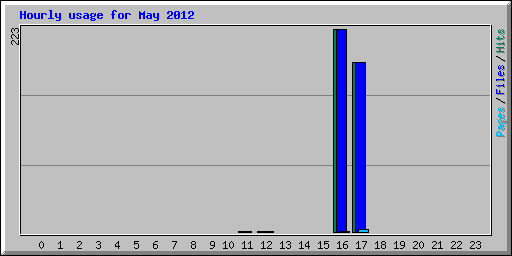 Hourly usage for May 2012
223
Pages/Files/Hits
0 1 2 3 4 5 6 7 8 9 10 11 12 13 14 15 16 17 18 19 20 21 22 23